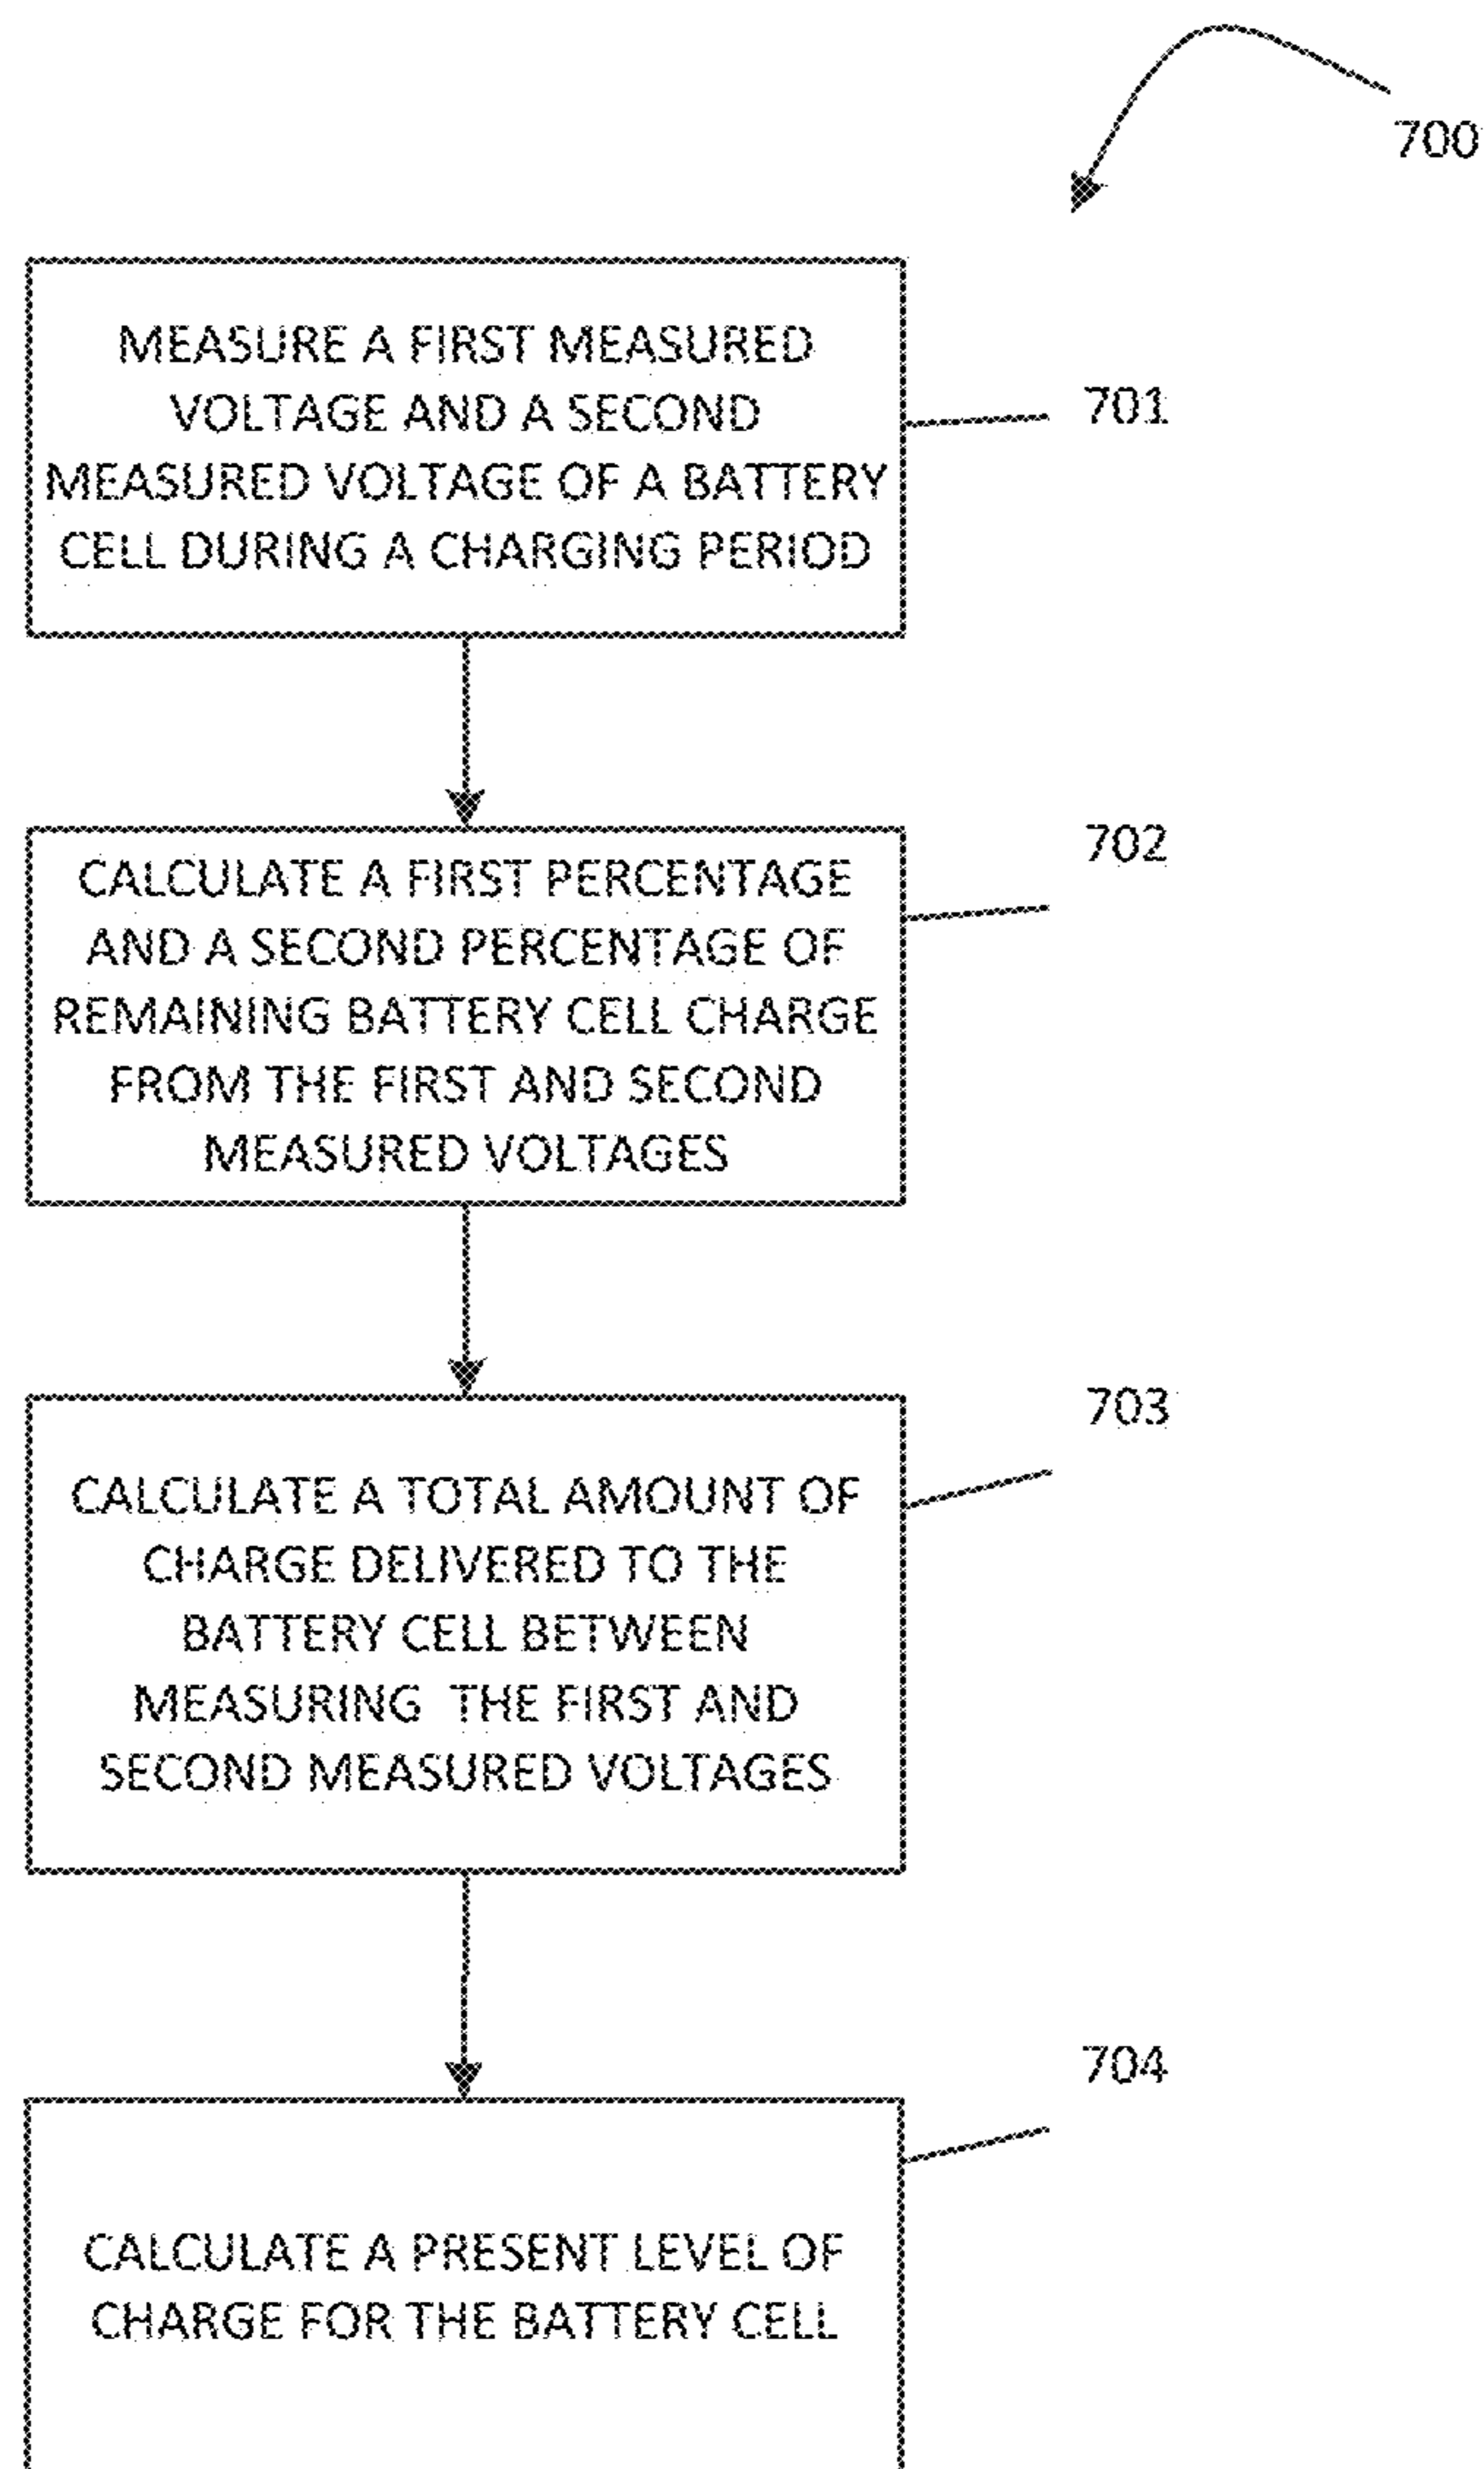 700
MEASURE A FIRST MEASURED
VOLTAGE AND A SECOND
MEASURED VOLTAGE OF A BATTERY
CELL DURING A CHARGING PERIOD
701
CALCULATE A FIRST PERCENTAGE
AND A SECOND PERCENTAGE OF
REMAINING BATTERY CELL CHARGE
FROM THE FIRST AND SECOND
MEASURED VOLTAGES
702
CALCULATE A TOTAL AMOUNT OF
CHARGE DELIVERED TO THE
BATTERY CELL BETWEEN
MEASURING THE FIRST AND
SECOND MEASURED VOLTAGES
703
CALCULATE A PRESENT LEVEL OF
CHARGE FOR THE BATTERY CELL
704